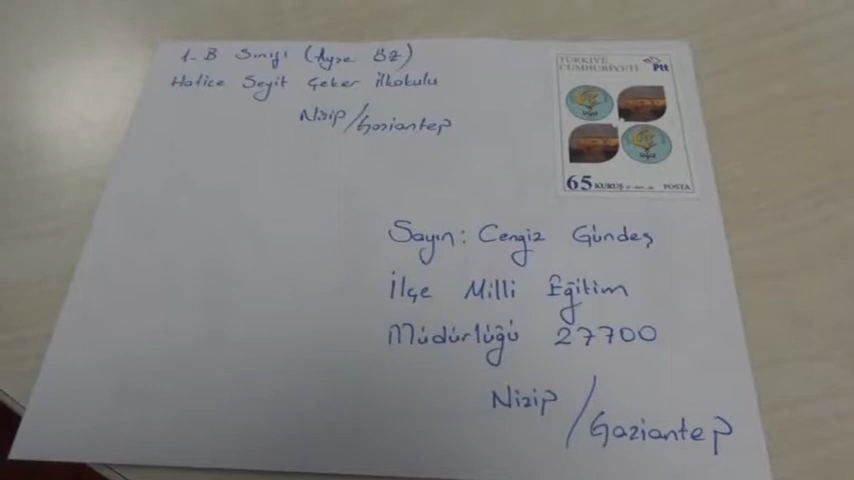 1-B Sınıfı (Ayşe ÖZ)
Hatice Seyit Çeker İlkokulu
Nizip/Gaziantep
TÜRKİYE
CUMHURİYETİ
Ptt
65 KURUŞ
POSTA
Sayın: Cengiz Gündeş
İlçe Milli Eğitim
Müdürlüğü 27700
Nizip/Gaziantep